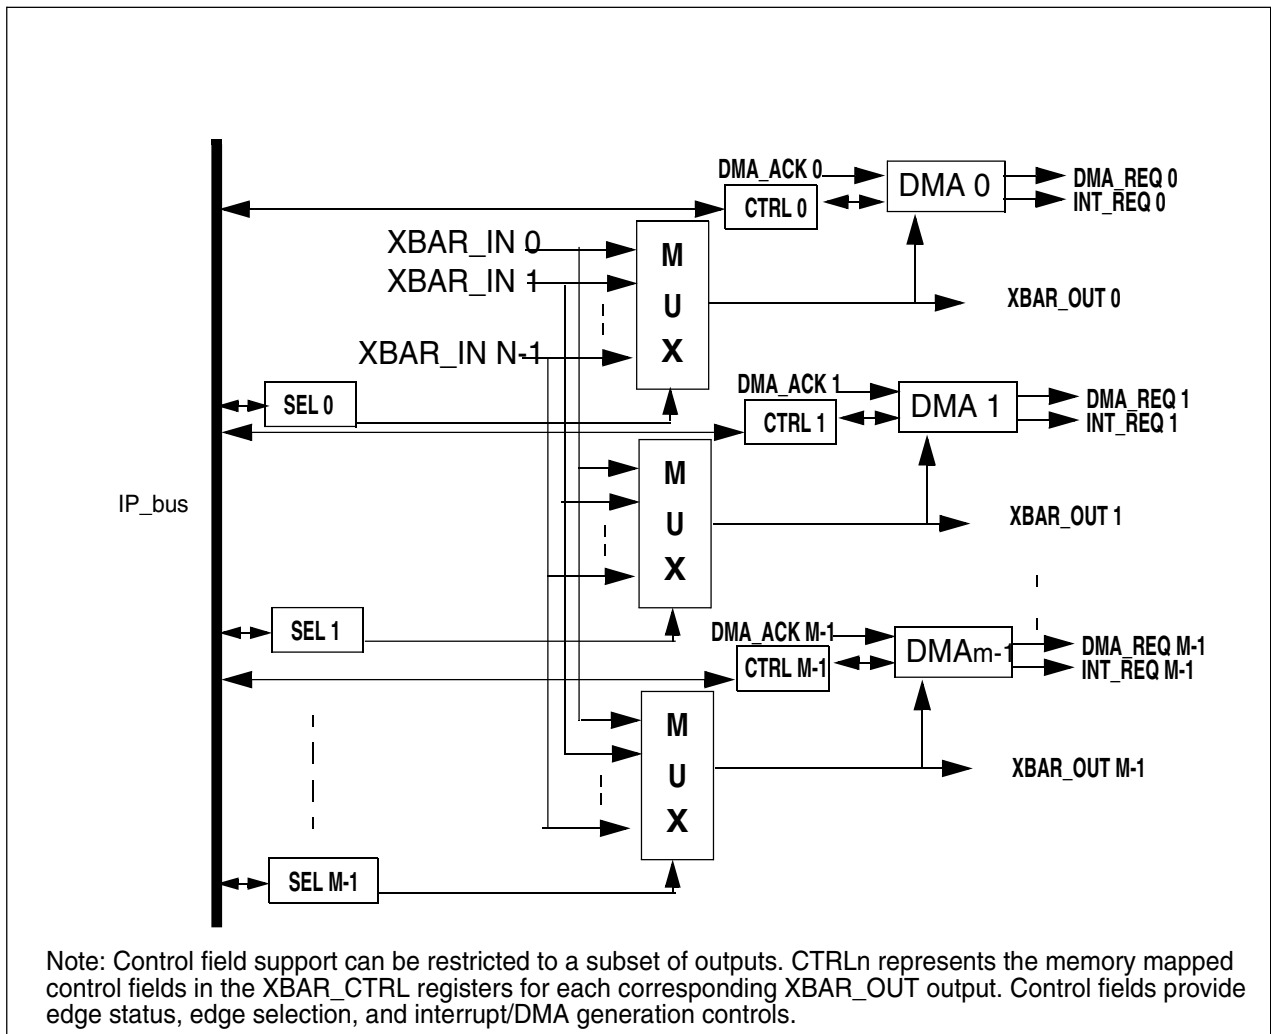 DMA_ACK 0
DMA 0
DMA_REQ 0
CTRL 0
INT_REQ 0
XBAR_IN 0
M
XBAR_IN 1
U
XBAR_OUT 0
XBAR_IN N-1
X
DMA_ACK 1
DMA 1
DMA_REQ 1
SEL 0
CTRL 1
INT_REQ 1
M
IP_bus
U
XBAR_OUT 1
X
SEL 1
DMA_ACK M-1
DMAm-1
DMA_REQ M-1
CTRL M-1
INT_REQ M-1
M
U
XBAR_OUT M-1
X
SEL M-1
Note: Control field support can be restricted to a subset of outputs. CTRLn represents the memory mapped
control fields in the XBAR_CTRL registers for each corresponding XBAR_OUT output. Control fields provide
edge status, edge selection, and interrupt/DMA generation controls.